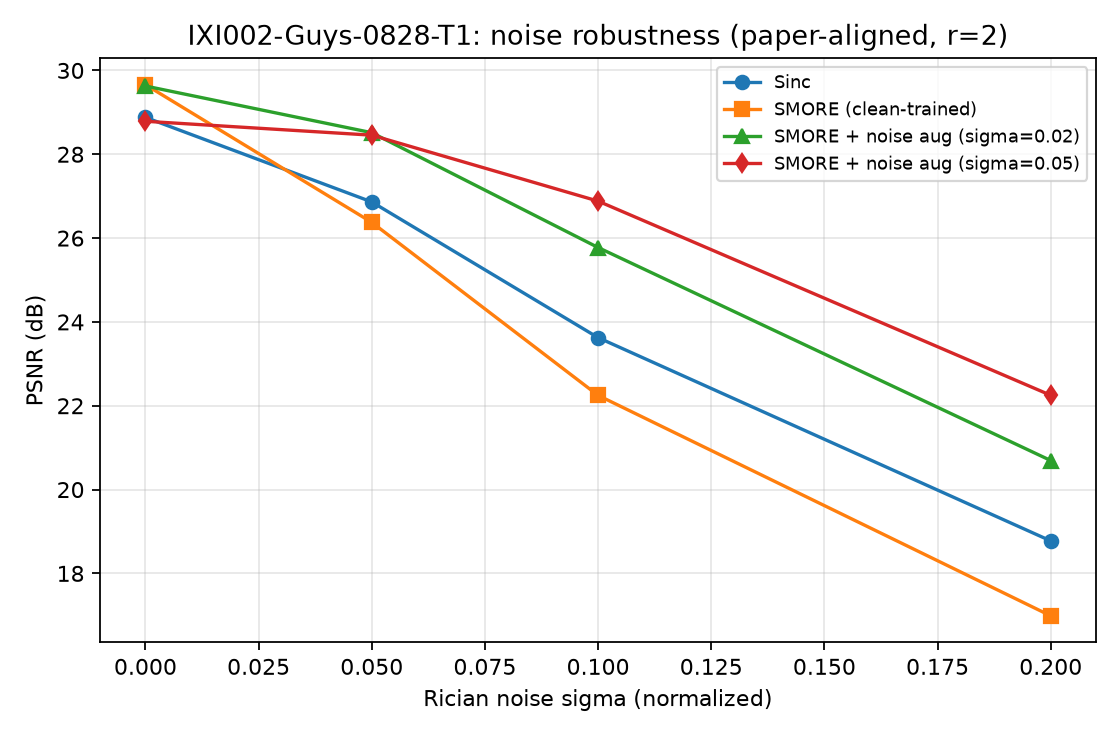 IXI002-Guys-0828-T1: noise robustness (paper-aligned, r=2)
Sinc
SMORE (clean-trained)
SMORE + noise aug (sigma=0.02)
SMORE + noise aug (sigma=0.05)
PSNR (dB)
30
28
26
24
22
20
18
0.000 0.025 0.050 0.075 0.100 0.125 0.150 0.175 0.200
Rician noise sigma (normalized)